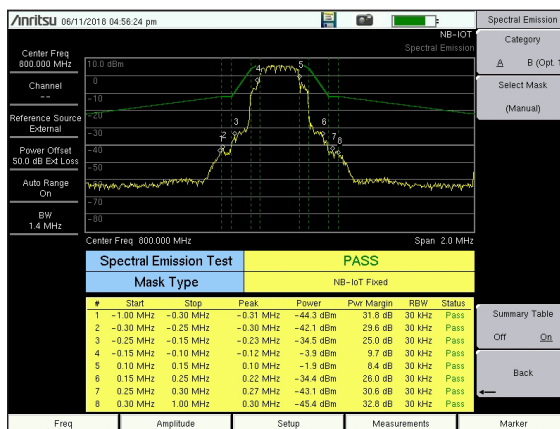 Anritsu 06/11/2018 04:56:24 pm
Spectral Emission
NB-IOT
Spectral Emission
Center Freq
800.000 MHz
Channel
--
Reference Source
External
Power Offset
50.0 dB Ext Loss
Auto Range
On
BW
1.4 MHz
10.0 dBm
0
-10
-20
-30
-40
-50
-60
-70
-80
1
2
3
4
5
6
7
8
Center Freq 800.000 MHz
Span 2.0 MHz
Spectral Emission Test PASS
Mask Type NB-IoT Fixed
# Start Stop Peak Power Pwr Margin RBW Status
1 -1.00 MHz -0.30 MHz -0.31 MHz -44.3 dBm 31.8 dB 30 kHz Pass
2 -0.30 MHz -0.25 MHz -0.30 MHz -42.1 dBm 29.6 dB 30 kHz Pass
3 -0.25 MHz -0.15 MHz -0.23 MHz -34.5 dBm 25.0 dB 30 kHz Pass
4 -0.15 MHz -0.10 MHz -0.12 MHz -3.9 dBm 9.7 dB 30 kHz Pass
5 0.10 MHz 0.15 MHz 0.10 MHz -1.9 dBm 8.4 dB 30 kHz Pass
6 0.15 MHz 0.25 MHz 0.22 MHz -34.4 dBm 26.0 dB 30 kHz Pass
7 0.25 MHz 0.30 MHz 0.27 MHz -43.1 dBm 30.6 dB 30 kHz Pass
8 0.30 MHz 1.00 MHz 0.30 MHz -45.4 dBm 32.8 dB 30 kHz Pass
Category
A B (Opt. 1
Select Mask
(Manual)
Summary Table
Off On
Back
Freq Amplitude Setup Measurements Marker